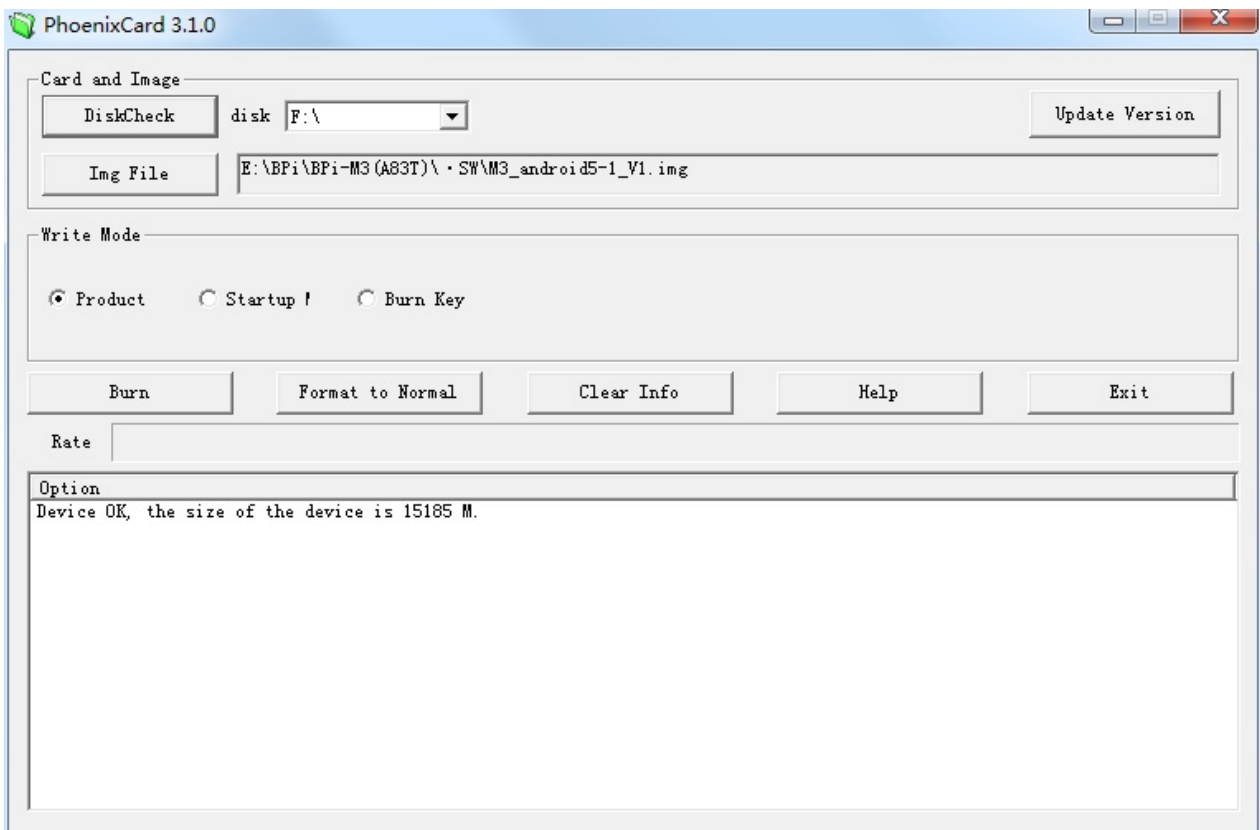 PhoenixCard 3.1.0
Card and Image
DiskCheck disk F:\ Update Version
Img File E:\BPi\BPi-M3(A83T)\·SW\M3_android5-1_V1.img
Write Mode
Product Startup Burn Key
Burn Format to Normal Clear Info Help Exit
Rate
Option
Device OK, the size of the device is 15185 M.